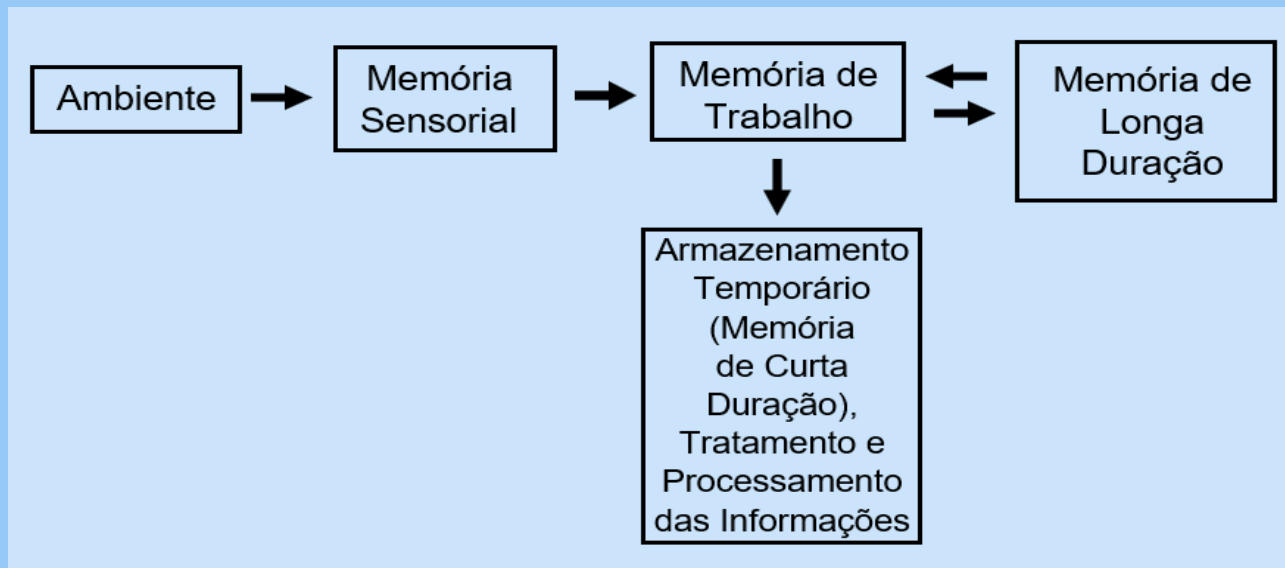 Ambiente
Memória
Sensorial
Memória de
Trabalho
Memória de
Longa
Duração
Armazenamento
Temporário
(Memória
de Curta
Duração),
Tratamento e
Processamento
das Informações